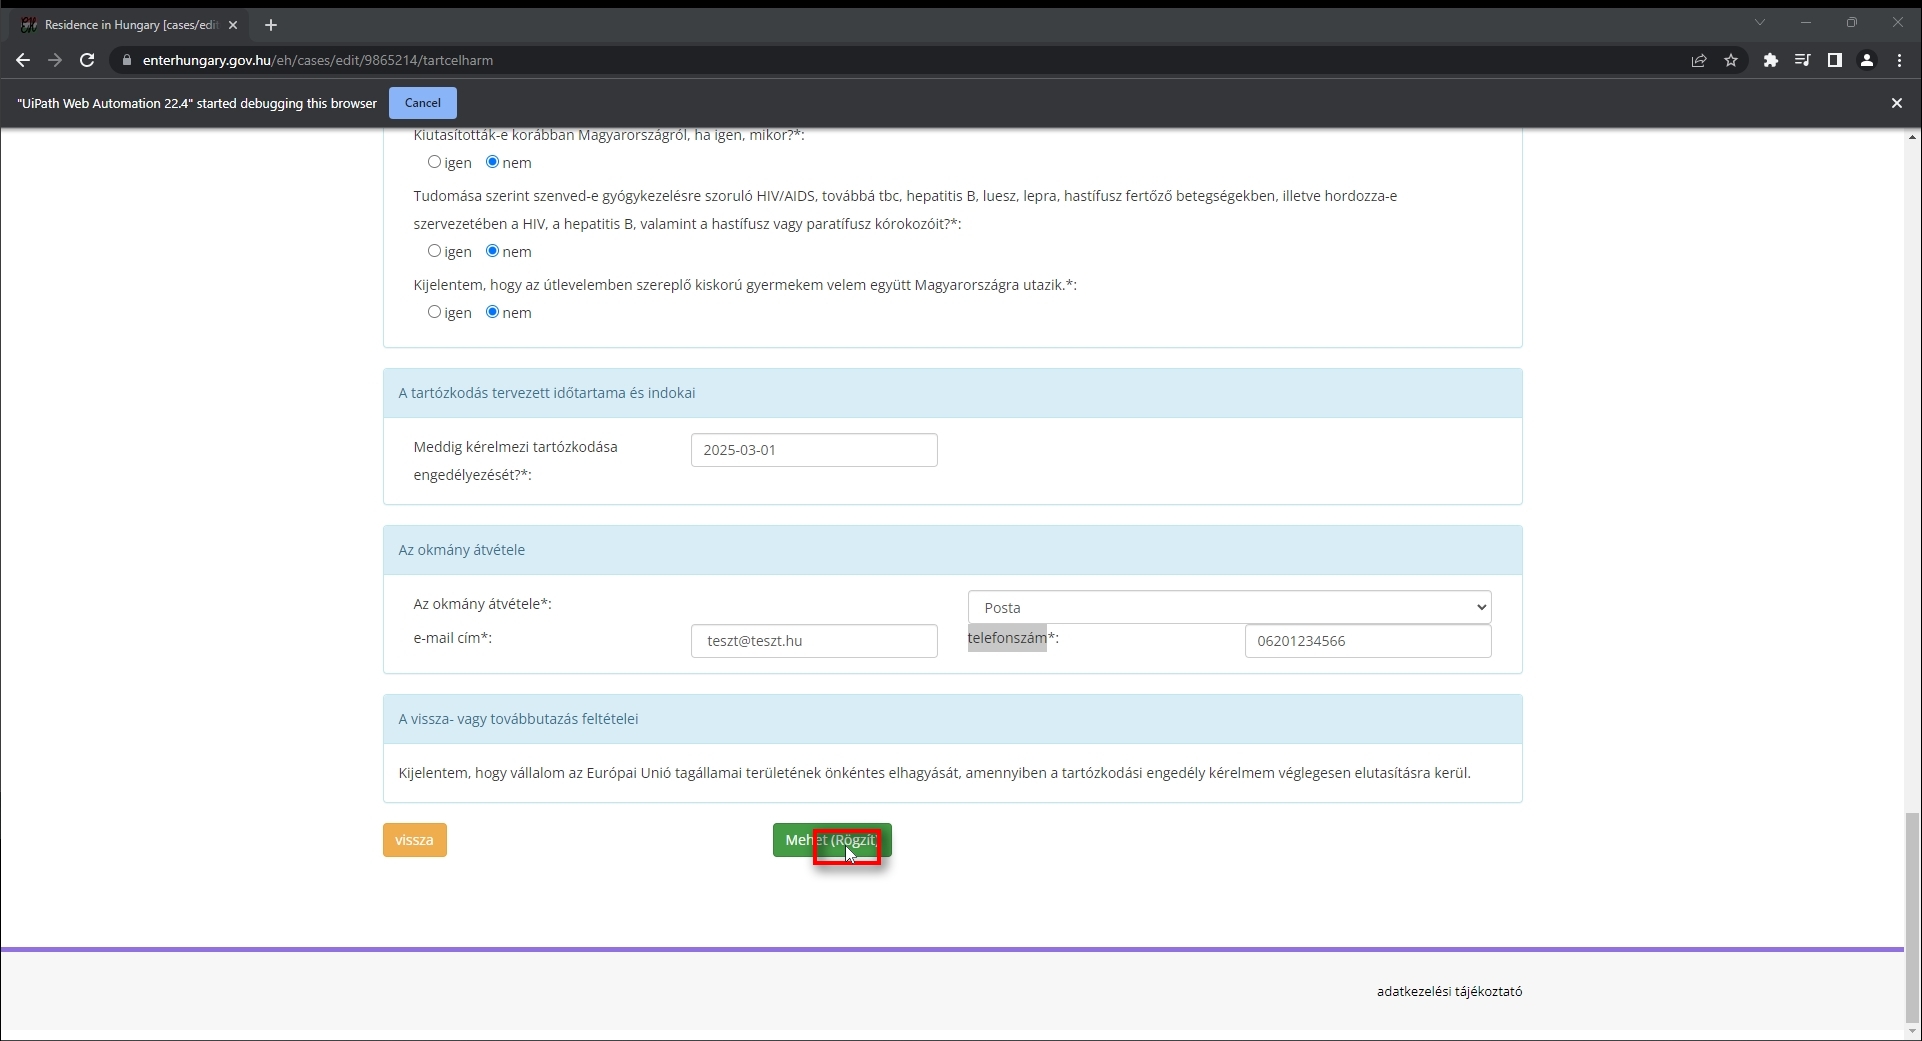 Residence in Hungary [cases/edit
enterhungary.gov.hu/eh/cases/edit/9865214/tartcelharm
"UiPath Web Automation 22.4" started debugging this browser Cancel
Kiutasították-e korábban Magyarországról, ha igen, mikor?*:
igen nem
Tudomása szerint szenved-e gyógykezelésre szoruló HIV/AIDS, továbbá tbc, hepatitis B, luesz, lepra, hastífusz fertőző betegségekben, illetve hordozza-e
szervezetében a HIV, a hepatitis B, valamint a hastífusz vagy paratífusz kórokozóit?*:
igen nem
Kijelentem, hogy az útlevelemben szereplő kiskorú gyermekem velem együtt Magyarországra utazik.*:
igen nem
A tartózkodás tervezett időtartama és indokai
Meddig kérelmezi tartózkodása 2025-03-01
engedélyezését?*:
Az okmány átvétele
Az okmány átvétele*: Posta
e-mail cím*: teszt@teszt.hu telefonszám*: 06201234566
A vissza- vagy továbbutazás feltételei
Kijelentem, hogy vállalom az Európai Unió tagállamai területének önkéntes elhagyását, amennyiben a tartózkodási engedély kérelmem véglegesen elutasításra kerül.
vissza Mehet (Rögzít)
adatkezelési tájékoztató